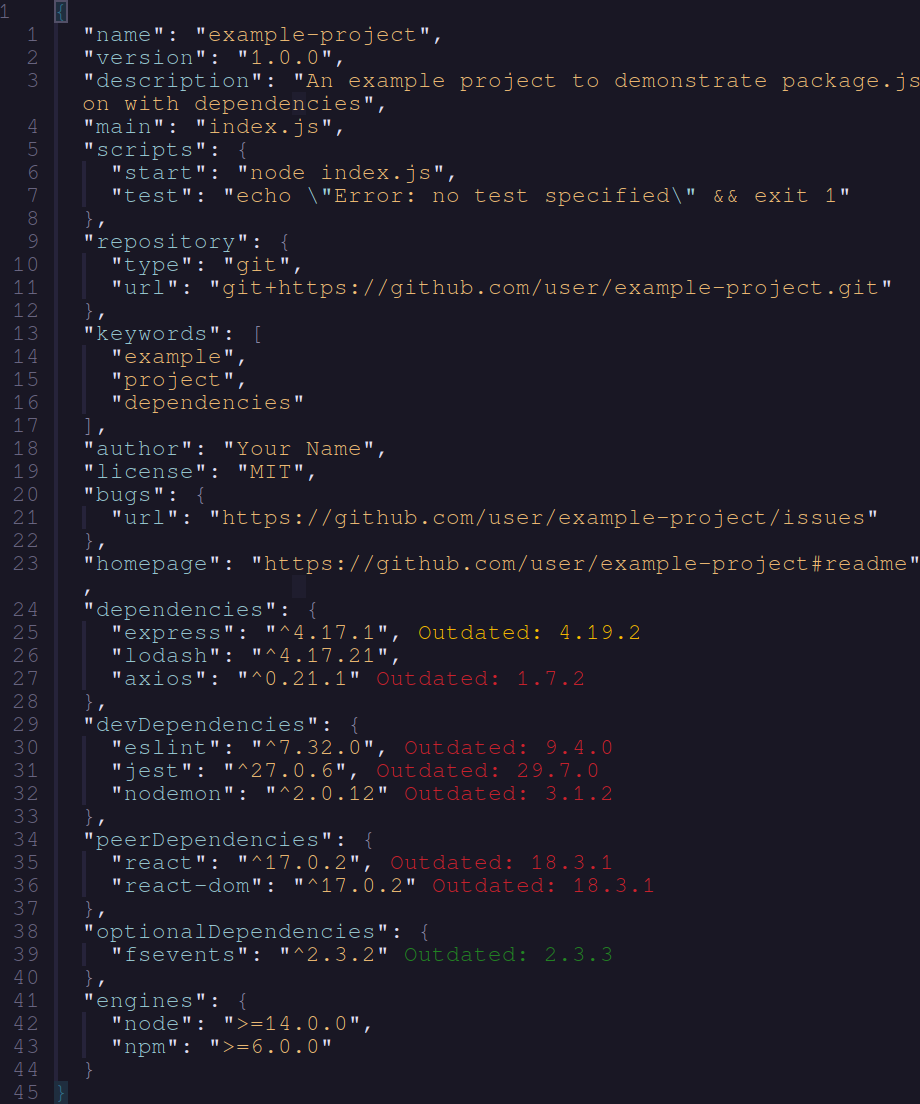 1 {
1 "name": "example-project",
2 "version": "1.0.0",
3 "description": "An example project to demonstrate package.js
on with dependencies",
4 "main": "index.js",
5 "scripts": {
6 "start": "node index.js",
7 "test": "echo \"Error: no test specified\" && exit 1"
8 },
9 "repository": {
10 "type": "git",
11 "url": "git+https://github.com/user/example-project.git"
12 },
13 "keywords": [
14 "example",
15 "project",
16 "dependencies"
17 ],
18 "author": "Your Name",
19 "license": "MIT",
20 "bugs": {
21 "url": "https://github.com/user/example-project/issues"
22 },
23 "homepage": "https://github.com/user/example-project#readme"
,
24 "dependencies": {
25 "express": "^4.17.1", Outdated: 4.19.2
26 "lodash": "^4.17.21",
27 "axios": "^0.21.1" Outdated: 1.7.2
28 },
29 "devDependencies": {
30 "eslint": "^7.32.0", Outdated: 9.4.0
31 "jest": "^27.0.6", Outdated: 29.7.0
32 "nodemon": "^2.0.12" Outdated: 3.1.2
33 },
34 "peerDependencies": {
35 "react": "^17.0.2", Outdated: 18.3.1
36 "react-dom": "^17.0.2" Outdated: 18.3.1
37 },
38 "optionalDependencies": {
39 "fsevents": "^2.3.2" Outdated: 2.3.3
40 },
41 "engines": {
42 "node": ">=14.0.0",
43 "npm": ">=6.0.0"
44 }
45 }